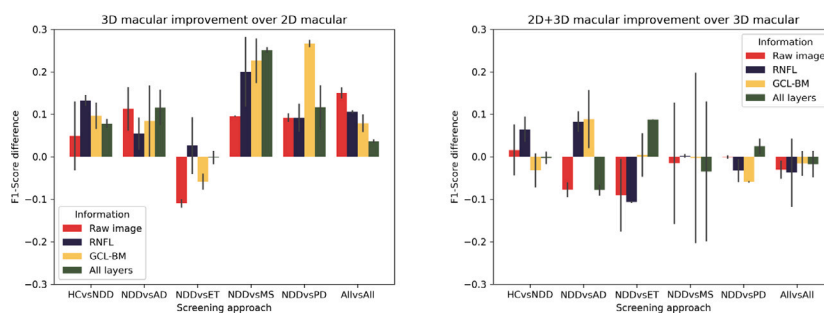 3D macular improvement over 2D macular
F1-Score difference
0.3
0.2
0.1
0.0
−0.1
−0.2
−0.3
Information
Raw image
RNFL
GCL-BM
All layers
HCvsNDD NDDvsAD NDDvsET NDDvsMS NDDvsPD AllvsAll
Screening approach
2D+3D macular improvement over 3D macular
F1-Score difference
0.3
0.2
0.1
0.0
−0.1
−0.2
−0.3
Information
Raw image
RNFL
GCL-BM
All layers
HCvsNDD NDDvsAD NDDvsET NDDvsMS NDDvsPD AllvsAll
Screening approach